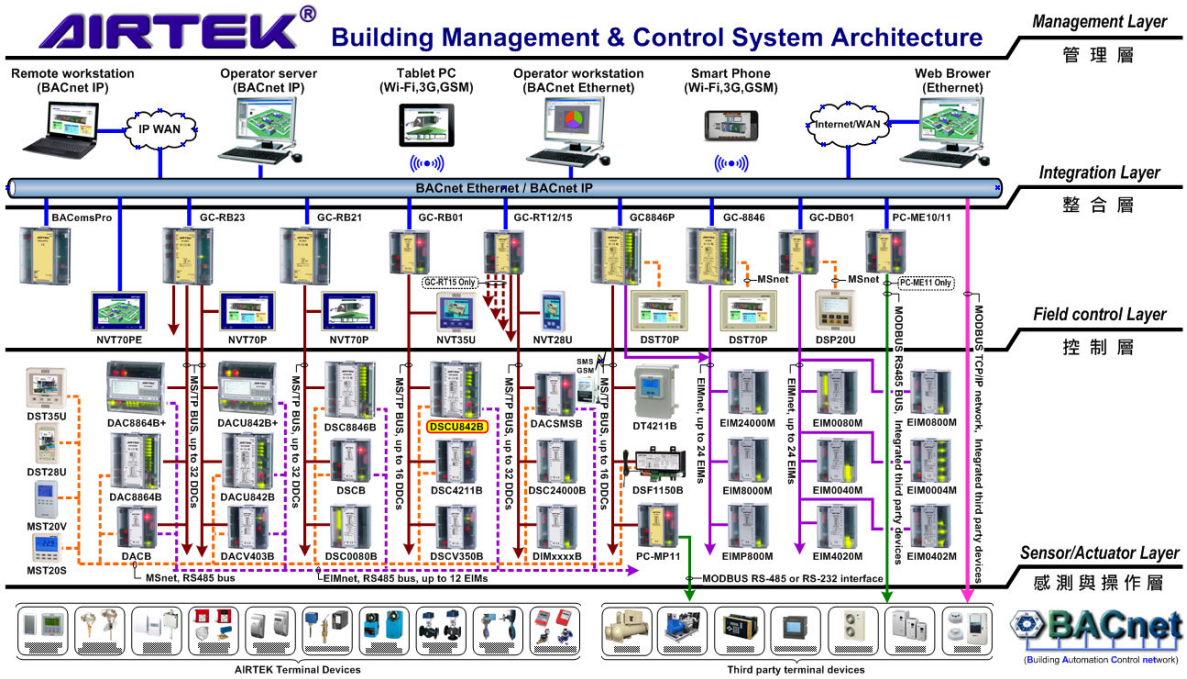 AIRTEK®
Building Management & Control System Architecture
Management Layer
管理層
Remote workstation
(BACnet IP)
Operator server
(BACnet IP)
Tablet PC
(Wi-Fi,3G,GSM)
Operator workstation
(BACnet Ethernet)
Smart Phone
(Wi-Fi,3G,GSM)
Web Brower
(Ethernet)
IP WAN
Internet/WAN
BACnet Ethernet / BACnet IP
Integration Layer
整合層
BACemsPro
GC-RB23
GC-RB21
GC-RB01
GC-RT12/15
GC8846P
GC-8846
GC-DB01
PC-ME10/11
GC-RT15 Only
MSnet
MSnet
PC-ME11 Only
NVT70PE
NVT70P
NVT70P
NVT35U
NVT28U
DST70P
DST70P
DSP20U
Field control Layer
控制層
MS/TP BUS, up to 32 DDCs
MS/TP BUS, up to 32 DDCs
MS/TP BUS, up to 16 DDCs
MS/TP BUS, up to 32 DDCs
MS/TP BUS, up to 16 DDCs
EIMnet, up to 24 EIMs
EIMnet, up to 24 EIMs
MODBUS RS485 BUS, Integrated third party devices
MODBUS TCP/IP network, Integrated third party devices
SMS
GSM
DST35U
DAC8864B+
DACU842B+
DSC8846B
DSCU842B
DACSMSB
DT4211B
EIM24000M
EIM0080M
EIM0800M
DST28U
DAC8864B
DACU842B
DSCB
DSC4211B
DSC24000B
DSF1150B
EIM8000M
EIM0040M
EIM0004M
MST20V
MST20S
DACB
DACV403B
DSC0080B
DSCV350B
DIMxxxxB
PC-MP11
EIMP800M
EIM4020M
EIM0402M
MSnet, RS485 bus
EIMnet, RS485 bus, up to 12 EIMs
MODBUS RS-485 or RS-232 interface
Sensor/Actuator Layer
感測與操作層
AIRTEK Terminal Devices
Third party terminal devices
BACnet
(Building Automation Control network)